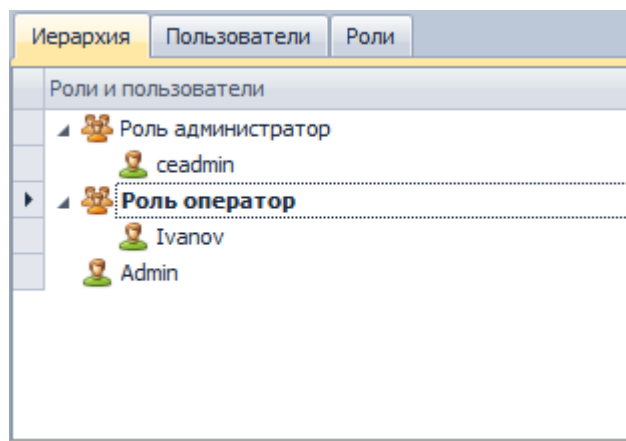 Иерархия Пользователи Роли
Роли и пользователи
Роль администратор
ceadmin
Роль оператор
Ivanov
Admin